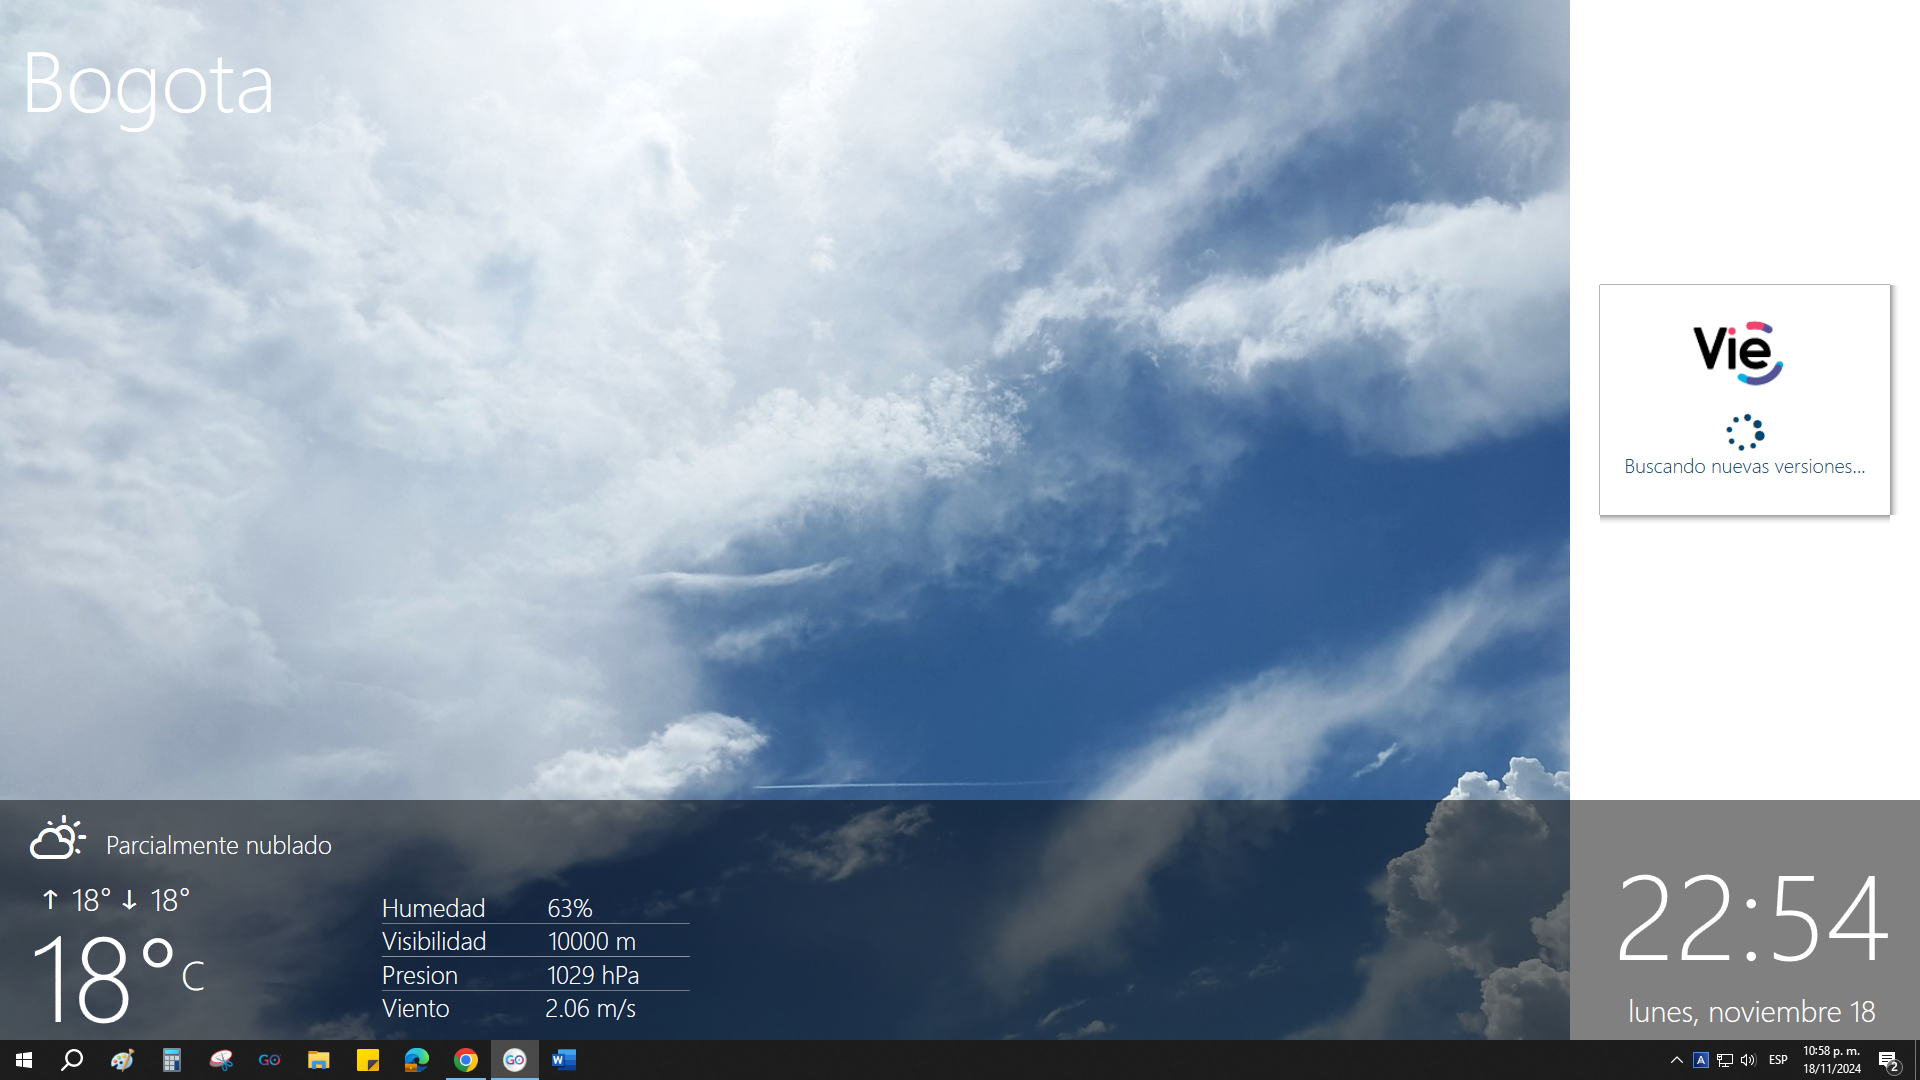 Bogota
Vie
Buscando nuevas versiones...
Parcialmente nublado
↑ 18° ↓ 18°
18° C
Humedad 63%
Visibilidad 10000 m
Presion 1029 hPa
Viento 2.06 m/s
22:54
lunes, noviembre 18
GO
GO
W
A
ESP
10:58 p. m.
18/11/2024
2